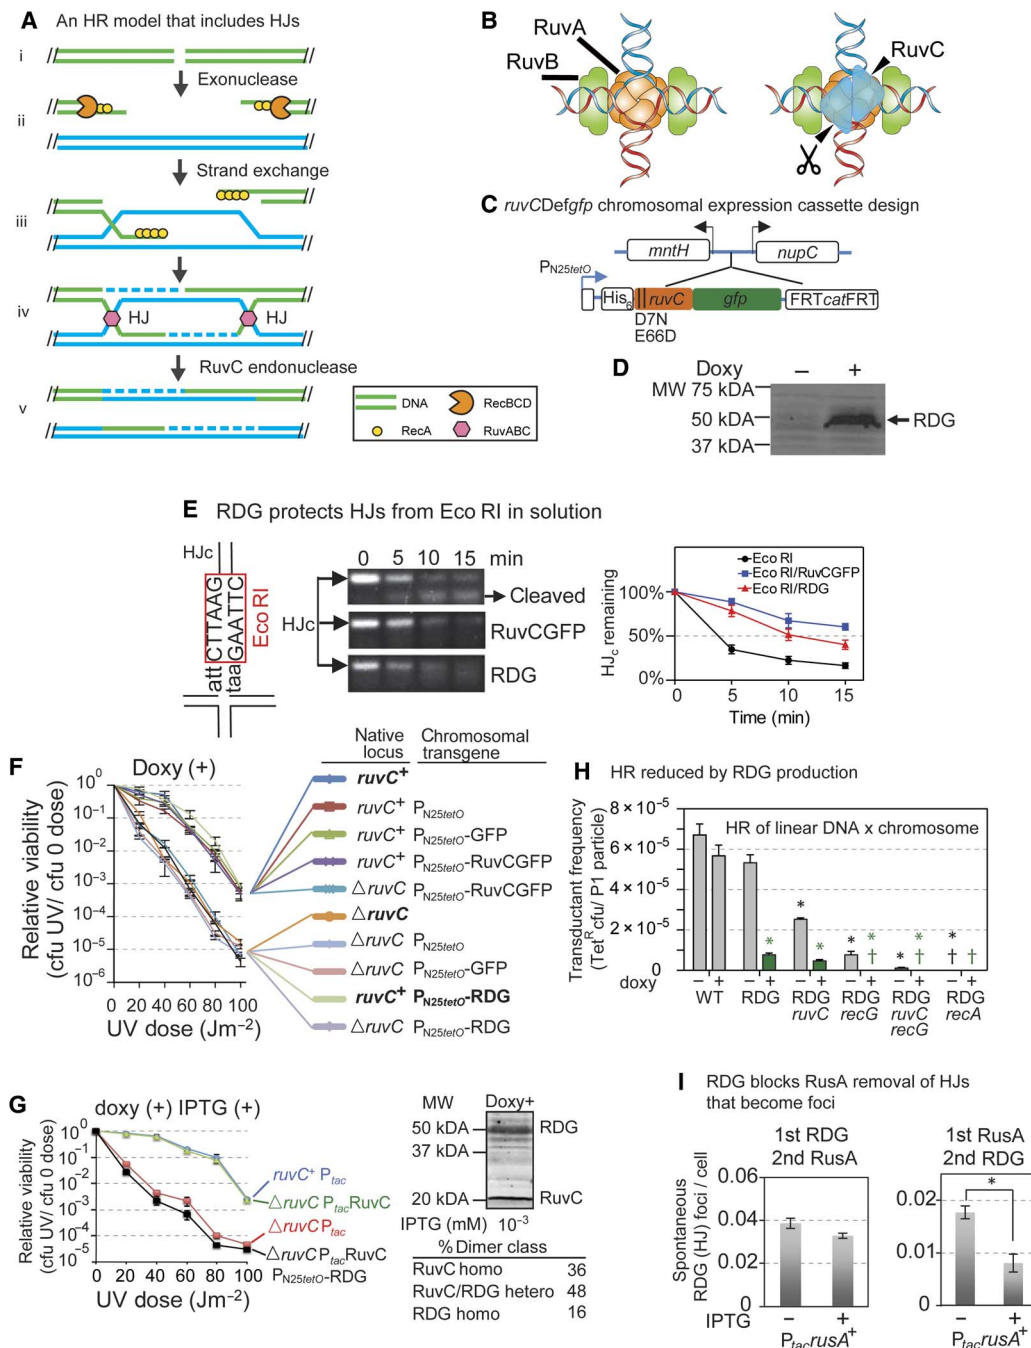 A An HR model that includes HJs
i
Exonuclease
ii
Strand exchange
iii
iv
HJ
HJ
RuvC endonuclease
v
DNA
RecBCD
RecA
RuvABC
B
RuvA
RuvB
RuvC
C ruvCDefgfp chromosomal expression cassette design
mntH
nupC
PN25tetO
His6
ruvC
gfp
FRTcatFRT
D7N
E66D
D
Doxy – +
MW 75 kDA
50 kDA
37 kDA
RDG
E RDG protects HJs from Eco RI in solution
HJc
attCTTAAG
taaGAATTC
Eco RI
0 5 10 15 min
HJc
Cleaved
RuvCGFP
RDG
Eco RI
Eco RI/RuvCGFP
Eco RI/RDG
HJc remaining
100%
50%
0%
0 5 10 15
Time (min)
F
Doxy (+)
Relative viability
(cfu UV/ cfu 0 dose)
10^0
10^-1
10^-2
10^-3
10^-4
10^-5
10^-6
0 20 40 60 80 100
UV dose (Jm–2)
Native locus
Chromosomal transgene
ruvC+
ruvC+ PN25tetO
ruvC+ PN25tetO-GFP
ruvC+ PN25tetO-RuvCGFP
△ruvC PN25tetO-RuvCGFP
△ruvC
△ruvC PN25tetO
△ruvC PN25tetO-GFP
ruvC+ PN25tetO-RDG
△ruvC PN25tetO-RDG
G
doxy (+) IPTG (+)
Relative viability
(cfu UV/ cfu 0 dose)
10^0
10^-1
10^-2
10^-3
10^-4
10^-5
0 20 40 60 80 100
UV dose (Jm–2)
ruvC+ Ptac
△ruvC PtacRuvC
△ruvC Ptac
△ruvC PtacRuvC
PN25tetO-RDG
MW
Doxy+
50 kDA
37 kDA
20 kDA
RDG
RuvC
IPTG (mM) 10^-3
% Dimer class
RuvC homo 36
RuvC/RDG hetero 48
RDG homo 16
H HR reduced by RDG production
HR of linear DNA x chromosome
Transductant frequency
(TetR cfu/ P1 particle)
8 × 10^-5
6 × 10^-5
4 × 10^-5
2 × 10^-5
0
* * * * * * * *
† † † †
doxy – + – + – + – + – + – +
WT
RDG
RDG ruvC
RDG recG
RDG ruvC recG
RDG recA
I RDG blocks RusA removal of HJs
that become foci
1st RDG
2nd RusA
1st RusA
2nd RDG
Spontaneous
RDG (HJ) foci / cell
0.06
0.04
0.02
0
0.02
0.01
0
*
IPTG – + – +
PtacrusA+
PtacrusA+